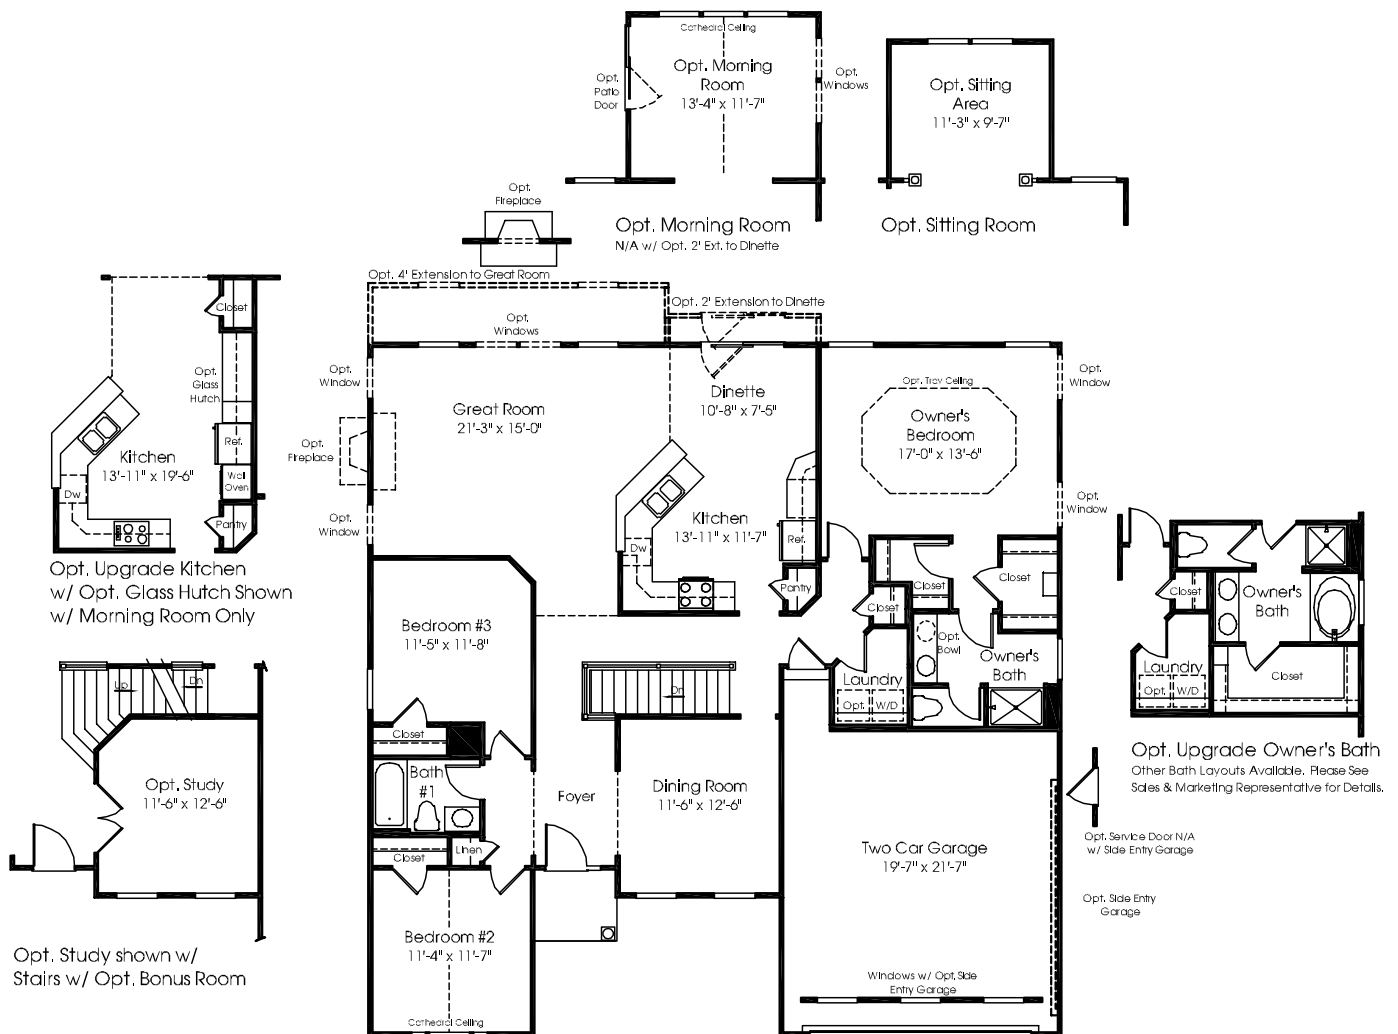 Cathedral Ceiling
Opt. Morning
Room
13'-4" x 11'-7"
Opt.
Patio
Door
Opt.
Windows
Opt. Sitting
Area
11'-3" x 9'-7"
Opt. Morning Room
N/A w/ Opt. 2' Ext. to Dinette
Opt. Sitting Room
Opt.
Fireplace
Closet
Opt.
Glass
Hutch
Ref.
Wall
Oven
Kitchen
13'-11" x 19'-6"
Dw
Pantry
Opt. Upgrade Kitchen
w/ Opt. Glass Hutch Shown
w/ Morning Room Only
Opt. 4' Extension to Great Room
Opt. 2' Extension to Dinette
Opt.
Windows
Opt.
Window
Great Room
21'-3" x 15'-0"
Opt.
Fireplace
Opt.
Window
Dinette
10'-8" x 7'-5"
Opt. Tray Ceiling
Owner's
Bedroom
17'-0" x 13'-6"
Opt.
Window
Opt.
Window
Kitchen
13'-11" x 11'-7"
Dw
Ref.
Pantry
Closet
Closet
Closet
Opt.
Bowl
Owner's
Bath
Laundry
Opt.
W/D
Bedroom #3
11'-5" x 11'-8"
Closet
Bath
#1
Closet
Linen
Foyer
Dn
Dining Room
11'-6" x 12'-6"
Two Car Garage
19'-7" x 21'-7"
Bedroom #2
11'-4" x 11'-7"
Cathedral Ceiling
Windows w/ Opt. Side
Entry Garage
Up
Dn
Opt. Study
11'-6" x 12'-6"
Opt. Study shown w/
Stairs w/ Opt. Bonus Room
Closet
Owner's
Bath
Laundry
Opt.
W/D
Closet
Opt. Upgrade Owner's Bath
Other Bath Layouts Available. Please See
Sales & Marketing Representative for Details.
Opt. Service Door N/A
w/ Side Entry Garage
Opt. Side Entry
Garage